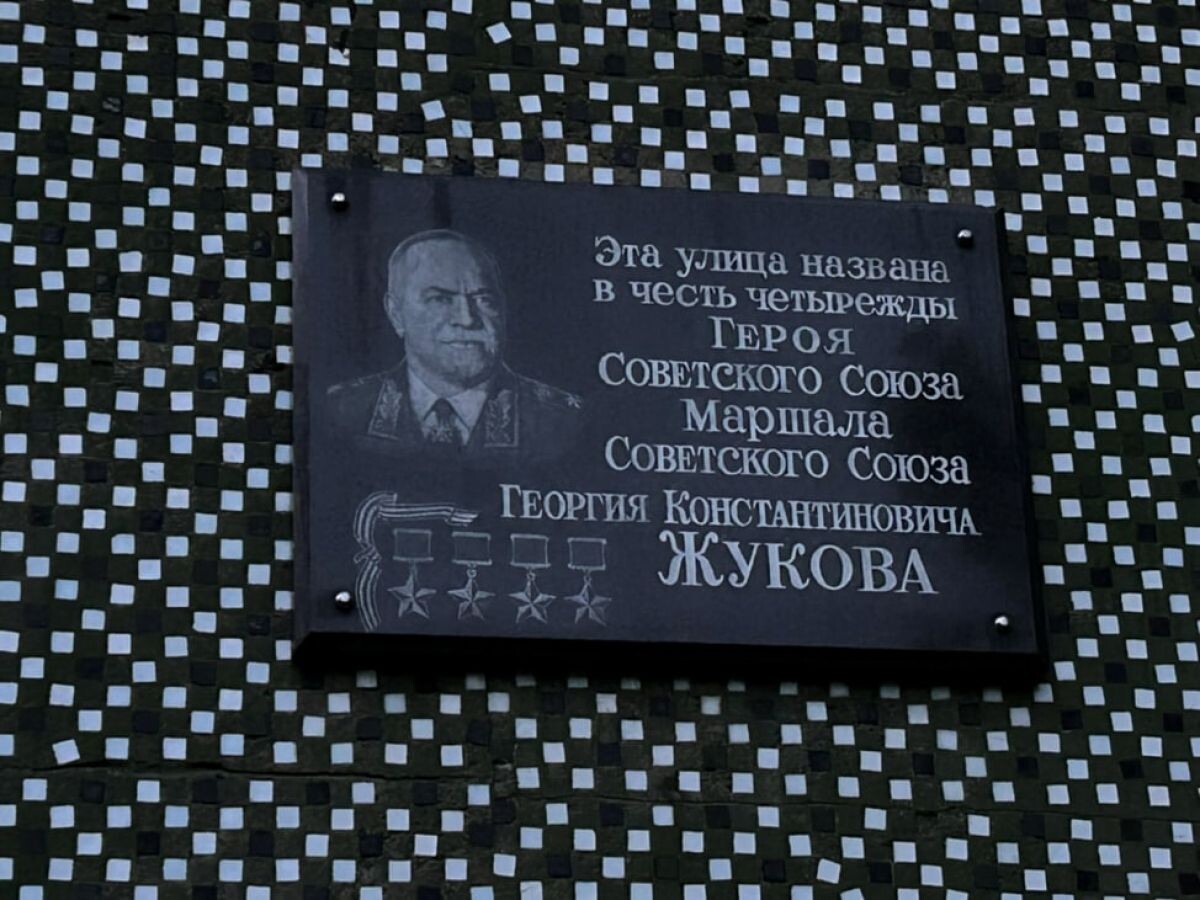 Эта улица названа
в честь четырежды
Героя
Советского Союза
Маршала
Советского Союза
Георгия Константиновича
ЖУКОВА